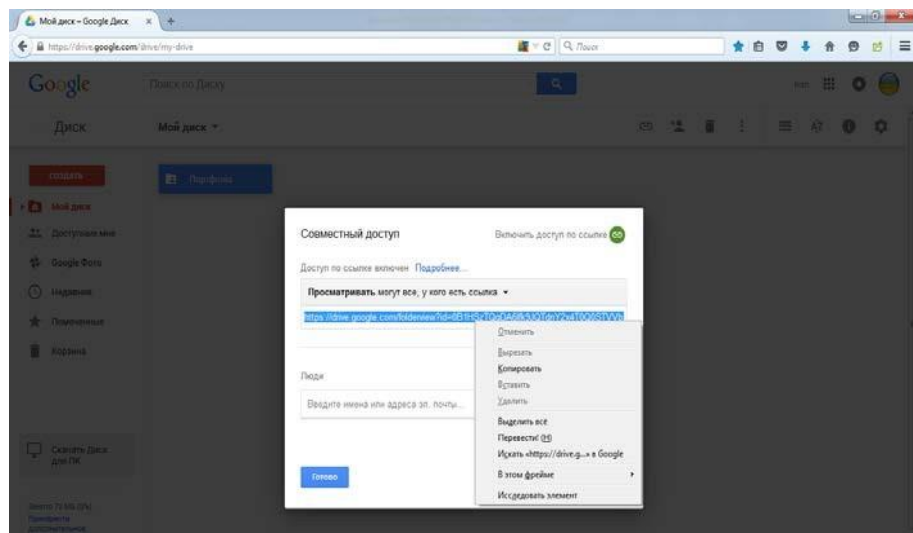 Мой диск – Google Диск
https://drive.google.com/drive/my-drive
Поиск
Google
Поиск по Диску
Диск
Мой диск
СОЗДАТЬ
Мой диск
Доступные мне
Google Фото
Недавние
Помеченные
Корзина
Скачать Диск
для ПК
Портфолио
Совместный доступ
Включить доступ по ссылке
Доступ по ссылке включен Подробнее...
Просматривать могут все, у кого есть ссылка
Люди
Введите имена или адреса эл. почты...
Готово
Отменить
Вырезать
Копировать
Вставить
Удалить
Выделить все
Перевести! (H)
Искать «https://drive.g...» в Google
В этом фрейме
Исследовать элемент